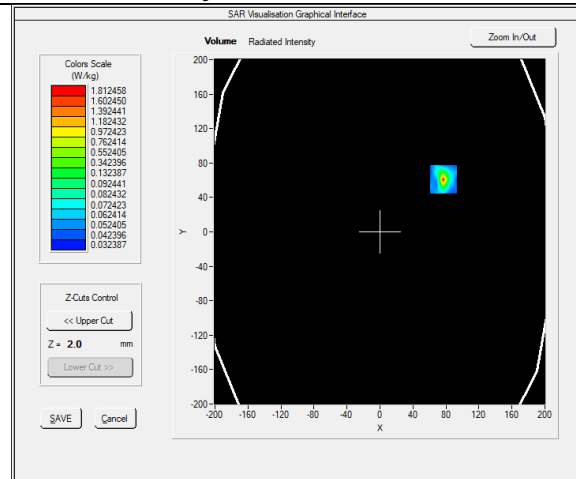 SAR Visualisation Graphical Interface
Volume Radiated Intensity
Zoom In/Out
Colors Scale
(W/kg)
1.812458
1.602450
1.392441
1.182432
0.972423
0.762414
0.552405
0.342396
0.132387
0.092441
0.082432
0.072423
0.062414
0.052405
0.042396
0.032387
Z-Cuts Control
<< Upper Cut
Z = 2.0 mm
Lower Cut >>
SAVE Cancel
200
160
120
80
40
0
-40
-80
-120
-160
-200
Y
-200 -160 -120 -80 -40 0 40 80 120 160 200
X